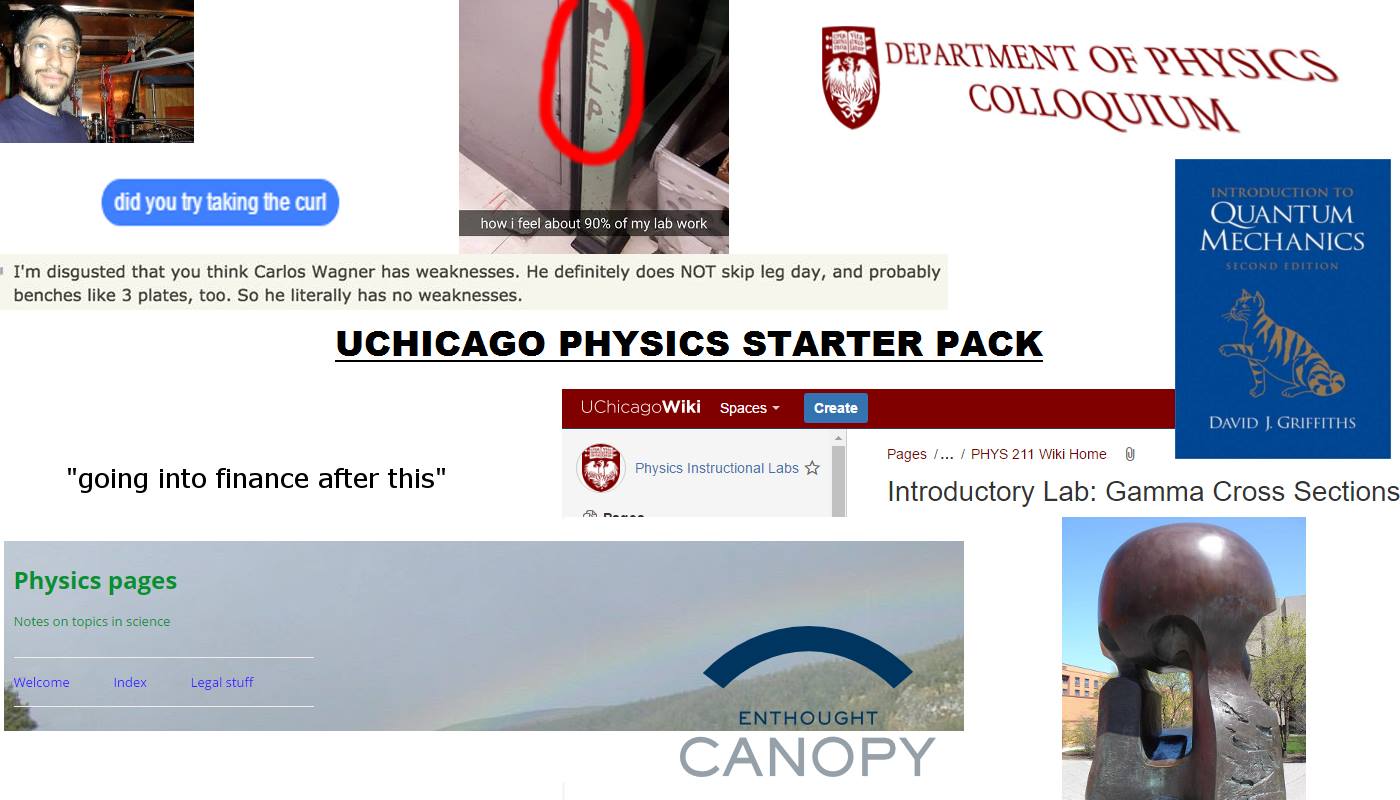 HELP
how i feel about 90% of my lab work
DEPARTMENT OF PHYSICS
COLLOQUIUM
did you try taking the curl
INTRODUCTION TO
QUANTUM
MECHANICS
SECOND EDITION
DAVID J. GRIFFITHS
I'm disgusted that you think Carlos Wagner has weaknesses. He definitely does NOT skip leg day, and probably
benches like 3 plates, too. So he literally has no weaknesses.
UCHICAGO PHYSICS STARTER PACK
UChicagoWiki Spaces Create
Physics Instructional Labs
Pages
Pages /... / PHYS 211 Wiki Home
Introductory Lab: Gamma Cross Sections
"going into finance after this"
Physics pages
Notes on topics in science
Welcome Index Legal stuff
ENTHOUGHT
CANOPY